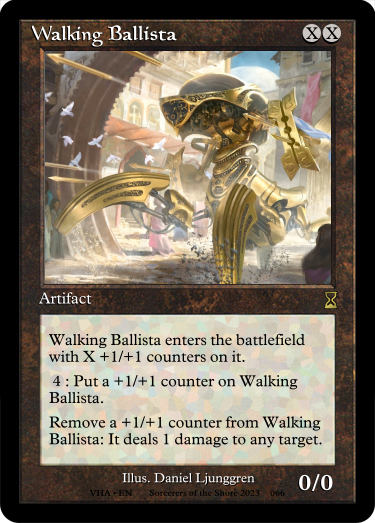 Walking Ballista XX
Artifact
Walking Ballista enters the battlefield
with X +1/+1 counters on it.
4 : Put a +1/+1 counter on Walking
Ballista.
Remove a +1/+1 counter from Walking
Ballista: It deals 1 damage to any target.
Illus. Daniel Ljunggren
0/0
VHA • EN Sorcerers of the Shore 2023 066